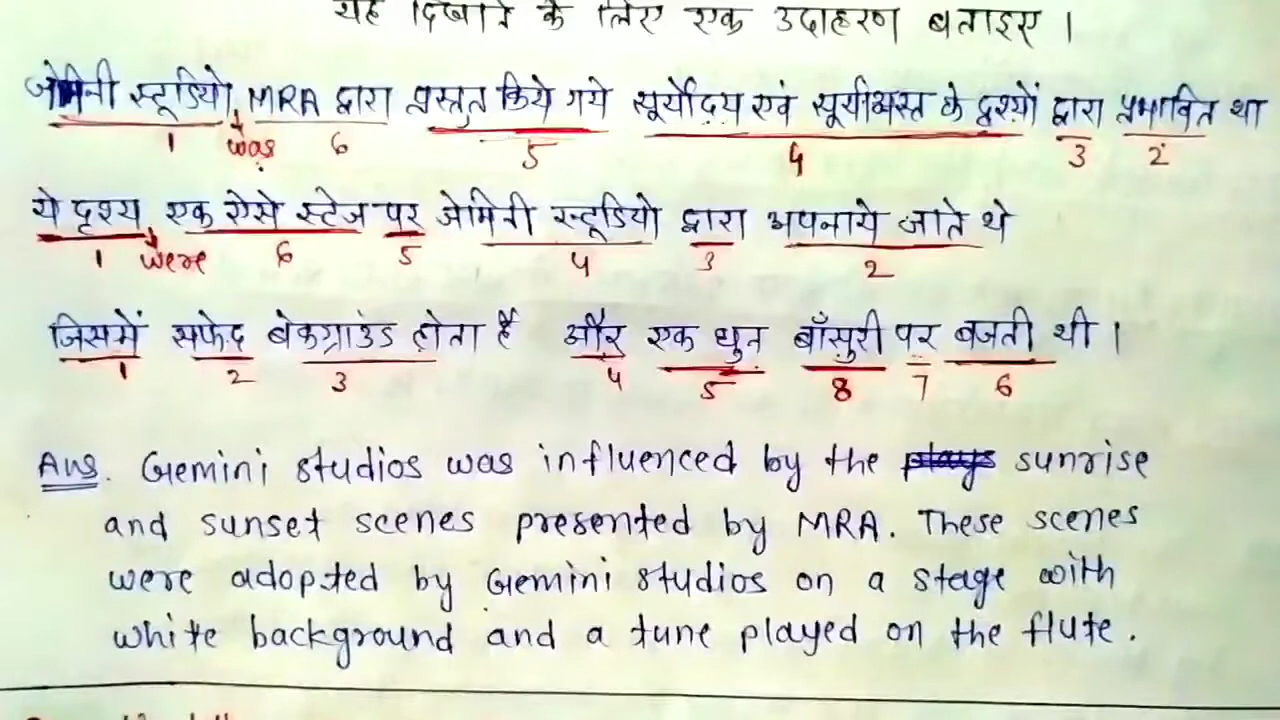 यह दिखाने के लिए एक उदाहरण बताइए।
जेमिनी स्टूडियो, MRA द्वारा प्रस्तुत किये गये सूर्योदय एवं सूर्यास्त के दृश्यों द्वारा प्रभावित था
1 was 6 5 4 3 2
ये दृश्य एक ऐसे स्टेज पर जेमिनी स्टूडियो द्वारा अपनाये जाते थे
1 were 6 5 4 3 2
जिसमें सफेद बेकग्राउंड होता है और एक धुन बाँसुरी पर बजती थी।
1 2 3 4 5 8 7 6
Ans. Gemini studios was influenced by the sunrise
and sunset scenes presented by MRA. These scenes
were adopted by Gemini studios on a stage with
white background and a tune played on the flute.